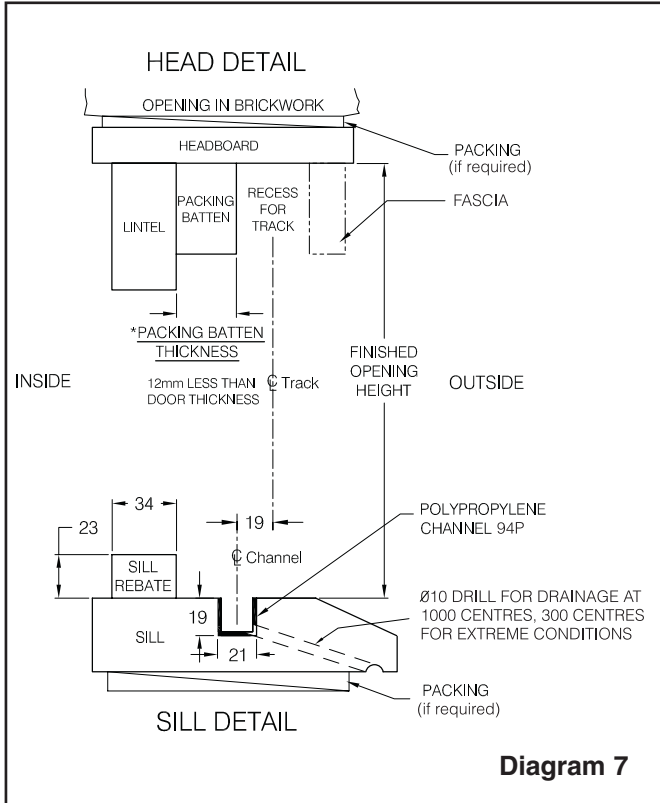 HEAD DETAIL
OPENING IN BRICKWORK
HEADBOARD
PACKING
(if required)
LINTEL
PACKING
BATTEN
RECESS
FOR
TRACK
FASCIA
*PACKING BATTEN
THICKNESS
12mm LESS THAN
DOOR THICKNESS
℄ Track
FINISHED
OPENING
HEIGHT
INSIDE
OUTSIDE
34
23
19
POLYPROPYLENE
CHANNEL 94P
℄ Channel
SILL
REBATE
19
SILL
21
Ø10 DRILL FOR DRAINAGE AT
1000 CENTRES, 300 CENTRES
FOR EXTREME CONDITIONS
PACKING
(if required)
SILL DETAIL
Diagram 7